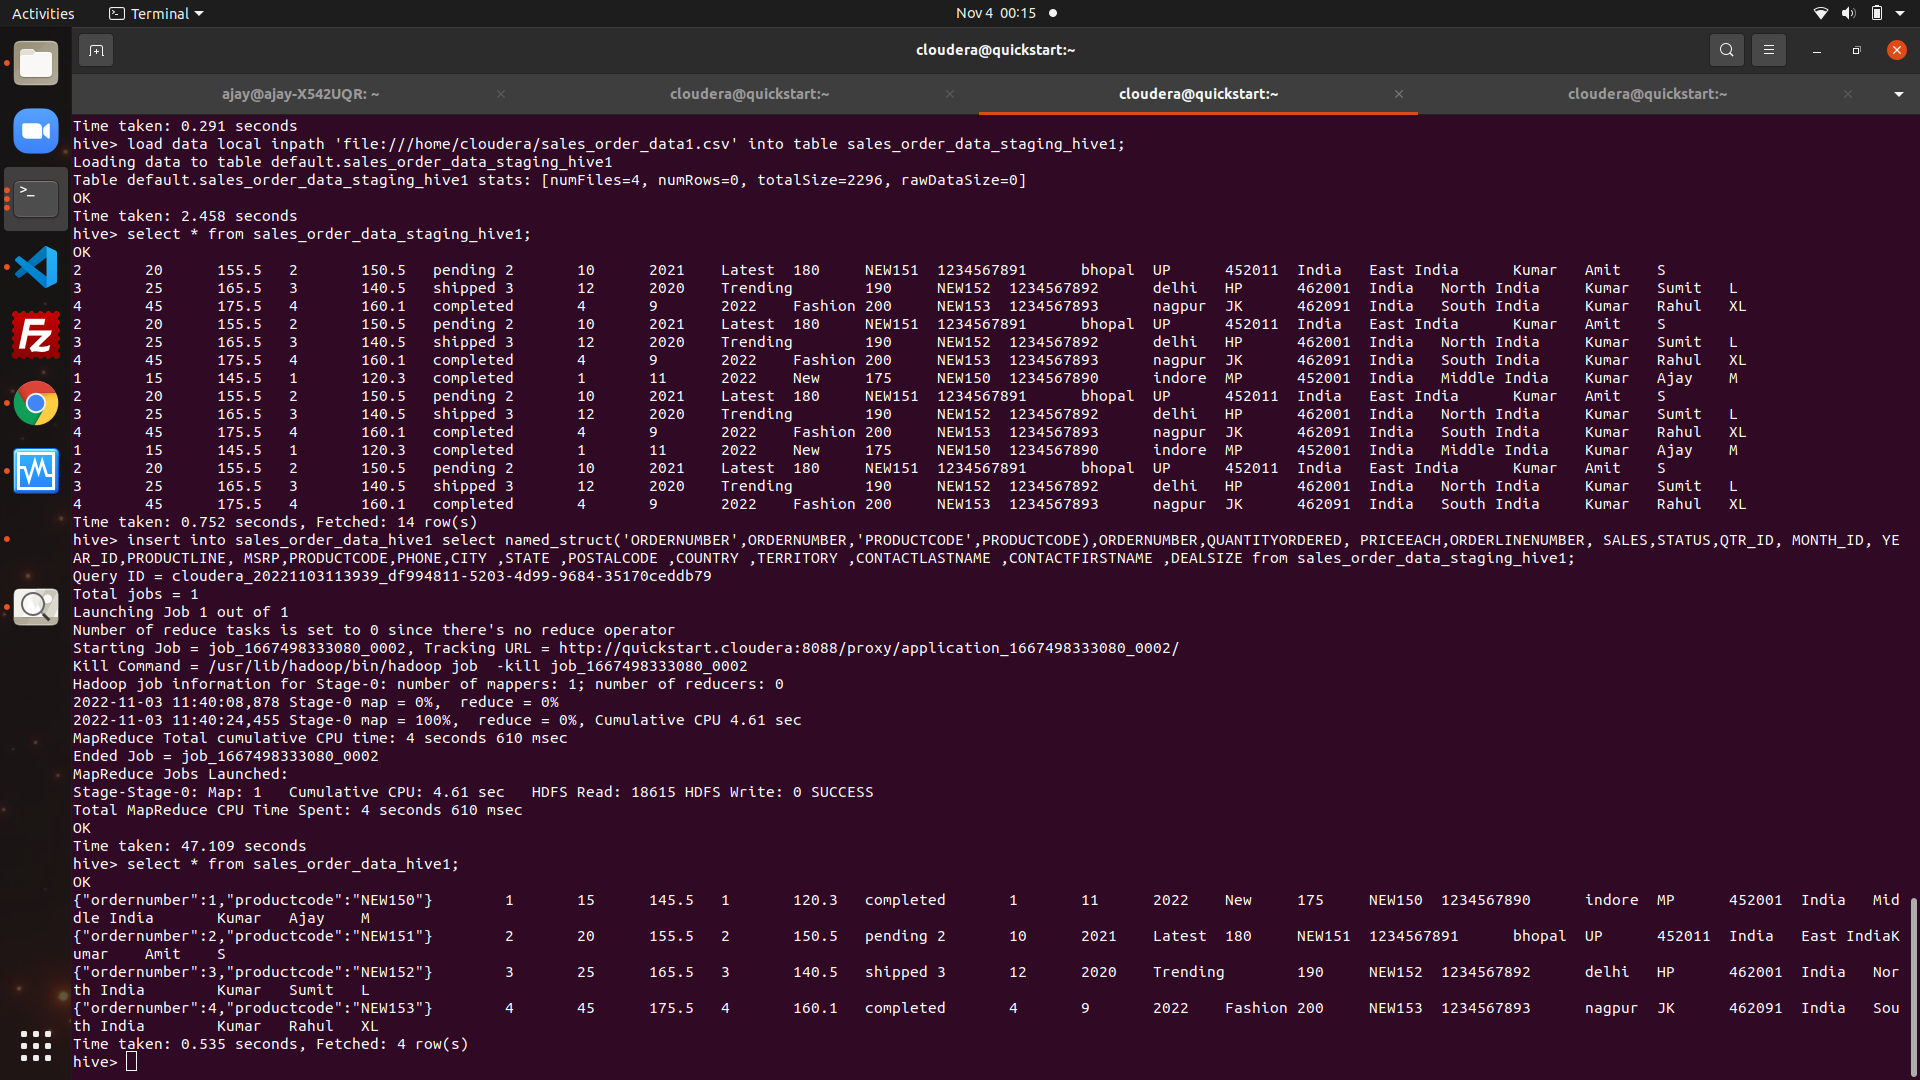 Activities
Terminal
Nov 4 00:15
cloudera@quickstart:~
ajay@ajay-X542UQR: ~
cloudera@quickstart:~
cloudera@quickstart:~
cloudera@quickstart:~
Time taken: 0.291 seconds
hive> load data local inpath 'file:///home/cloudera/sales_order_data1.csv' into table sales_order_data_staging_hive1;
Loading data to table default.sales_order_data_staging_hive1
Table default.sales_order_data_staging_hive1 stats: [numFiles=4, numRows=0, totalSize=2296, rawDataSize=0]
OK
Time taken: 2.458 seconds
hive> select * from sales_order_data_staging_hive1;
OK
2 20 155.5 2 150.5 pending 2 10 2021 Latest 180 NEW151 1234567891 bhopal UP 452011 India East India Kumar Amit S
3 25 165.5 3 140.5 shipped 3 12 2020 Trending 190 NEW152 1234567892 delhi HP 462001 India North India Kumar Sumit L
4 45 175.5 4 160.1 completed 4 9 2022 Fashion 200 NEW153 1234567893 nagpur JK 462091 India South India Kumar Rahul XL
2 20 155.5 2 150.5 pending 2 10 2021 Latest 180 NEW151 1234567891 bhopal UP 452011 India East India Kumar Amit S
3 25 165.5 3 140.5 shipped 3 12 2020 Trending 190 NEW152 1234567892 delhi HP 462001 India North India Kumar Sumit L
4 45 175.5 4 160.1 completed 4 9 2022 Fashion 200 NEW153 1234567893 nagpur JK 462091 India South India Kumar Rahul XL
1 15 145.5 1 120.3 completed 1 11 2022 New 175 NEW150 1234567890 indore MP 452001 India Middle India Kumar Ajay M
2 20 155.5 2 150.5 pending 2 10 2021 Latest 180 NEW151 1234567891 bhopal UP 452011 India East India Kumar Amit S
3 25 165.5 3 140.5 shipped 3 12 2020 Trending 190 NEW152 1234567892 delhi HP 462001 India North India Kumar Sumit L
4 45 175.5 4 160.1 completed 4 9 2022 Fashion 200 NEW153 1234567893 nagpur JK 462091 India South India Kumar Rahul XL
1 15 145.5 1 120.3 completed 1 11 2022 New 175 NEW150 1234567890 indore MP 452001 India Middle India Kumar Ajay M
2 20 155.5 2 150.5 pending 2 10 2021 Latest 180 NEW151 1234567891 bhopal UP 452011 India East India Kumar Amit S
3 25 165.5 3 140.5 shipped 3 12 2020 Trending 190 NEW152 1234567892 delhi HP 462001 India North India Kumar Sumit L
4 45 175.5 4 160.1 completed 4 9 2022 Fashion 200 NEW153 1234567893 nagpur JK 462091 India South India Kumar Rahul XL
Time taken: 0.752 seconds, Fetched: 14 row(s)
hive> insert into sales_order_data_hive1 select named_struct('ORDERNUMBER',ORDERNUMBER,'PRODUCTCODE',PRODUCTCODE),ORDERNUMBER,QUANTITYORDERED, PRICEEACH,ORDERLINENUMBER, SALES,STATUS,QTR_ID, MONTH_ID, YE
AR_ID,PRODUCTLINE, MSRP,PRODUCTCODE,PHONE,CITY ,STATE ,POSTALCODE ,COUNTRY ,TERRITORY ,CONTACTLASTNAME ,CONTACTFIRSTNAME ,DEALSIZE from sales_order_data_staging_hive1;
Query ID = cloudera_20221103113939_df994811-5203-4d99-9684-35170ceddb79
Total jobs = 1
Launching Job 1 out of 1
Number of reduce tasks is set to 0 since there's no reduce operator
Starting Job = job_1667498333080_0002, Tracking URL = http://quickstart.cloudera:8088/proxy/application_1667498333080_0002/
Kill Command = /usr/lib/hadoop/bin/hadoop job  -kill job_1667498333080_0002
Hadoop job information for Stage-0: number of mappers: 1; number of reducers: 0
2022-11-03 11:40:08,878 Stage-0 map = 0%,  reduce = 0%
2022-11-03 11:40:24,455 Stage-0 map = 100%,  reduce = 0%, Cumulative CPU 4.61 sec
MapReduce Total cumulative CPU time: 4 seconds 610 msec
Ended Job = job_1667498333080_0002
MapReduce Jobs Launched:
Stage-Stage-0: Map: 1   Cumulative CPU: 4.61 sec   HDFS Read: 18615 HDFS Write: 0 SUCCESS
Total MapReduce CPU Time Spent: 4 seconds 610 msec
OK
Time taken: 47.109 seconds
hive> select * from sales_order_data_hive1;
OK
{"ordernumber":1,"productcode":"NEW150"} 1 15 145.5 1 120.3 completed 1 11 2022 New 175 NEW150 1234567890 indore MP 452001 India Mid
dle India Kumar Ajay M
{"ordernumber":2,"productcode":"NEW151"} 2 20 155.5 2 150.5 pending 2 10 2021 Latest 180 NEW151 1234567891 bhopal UP 452011 India East IndiaK
umar Amit S
{"ordernumber":3,"productcode":"NEW152"} 3 25 165.5 3 140.5 shipped 3 12 2020 Trending 190 NEW152 1234567892 delhi HP 462001 India Nor
th India Kumar Sumit L
{"ordernumber":4,"productcode":"NEW153"} 4 45 175.5 4 160.1 completed 4 9 2022 Fashion 200 NEW153 1234567893 nagpur JK 462091 India Sou
th India Kumar Rahul XL
Time taken: 0.535 seconds, Fetched: 4 row(s)
hive>